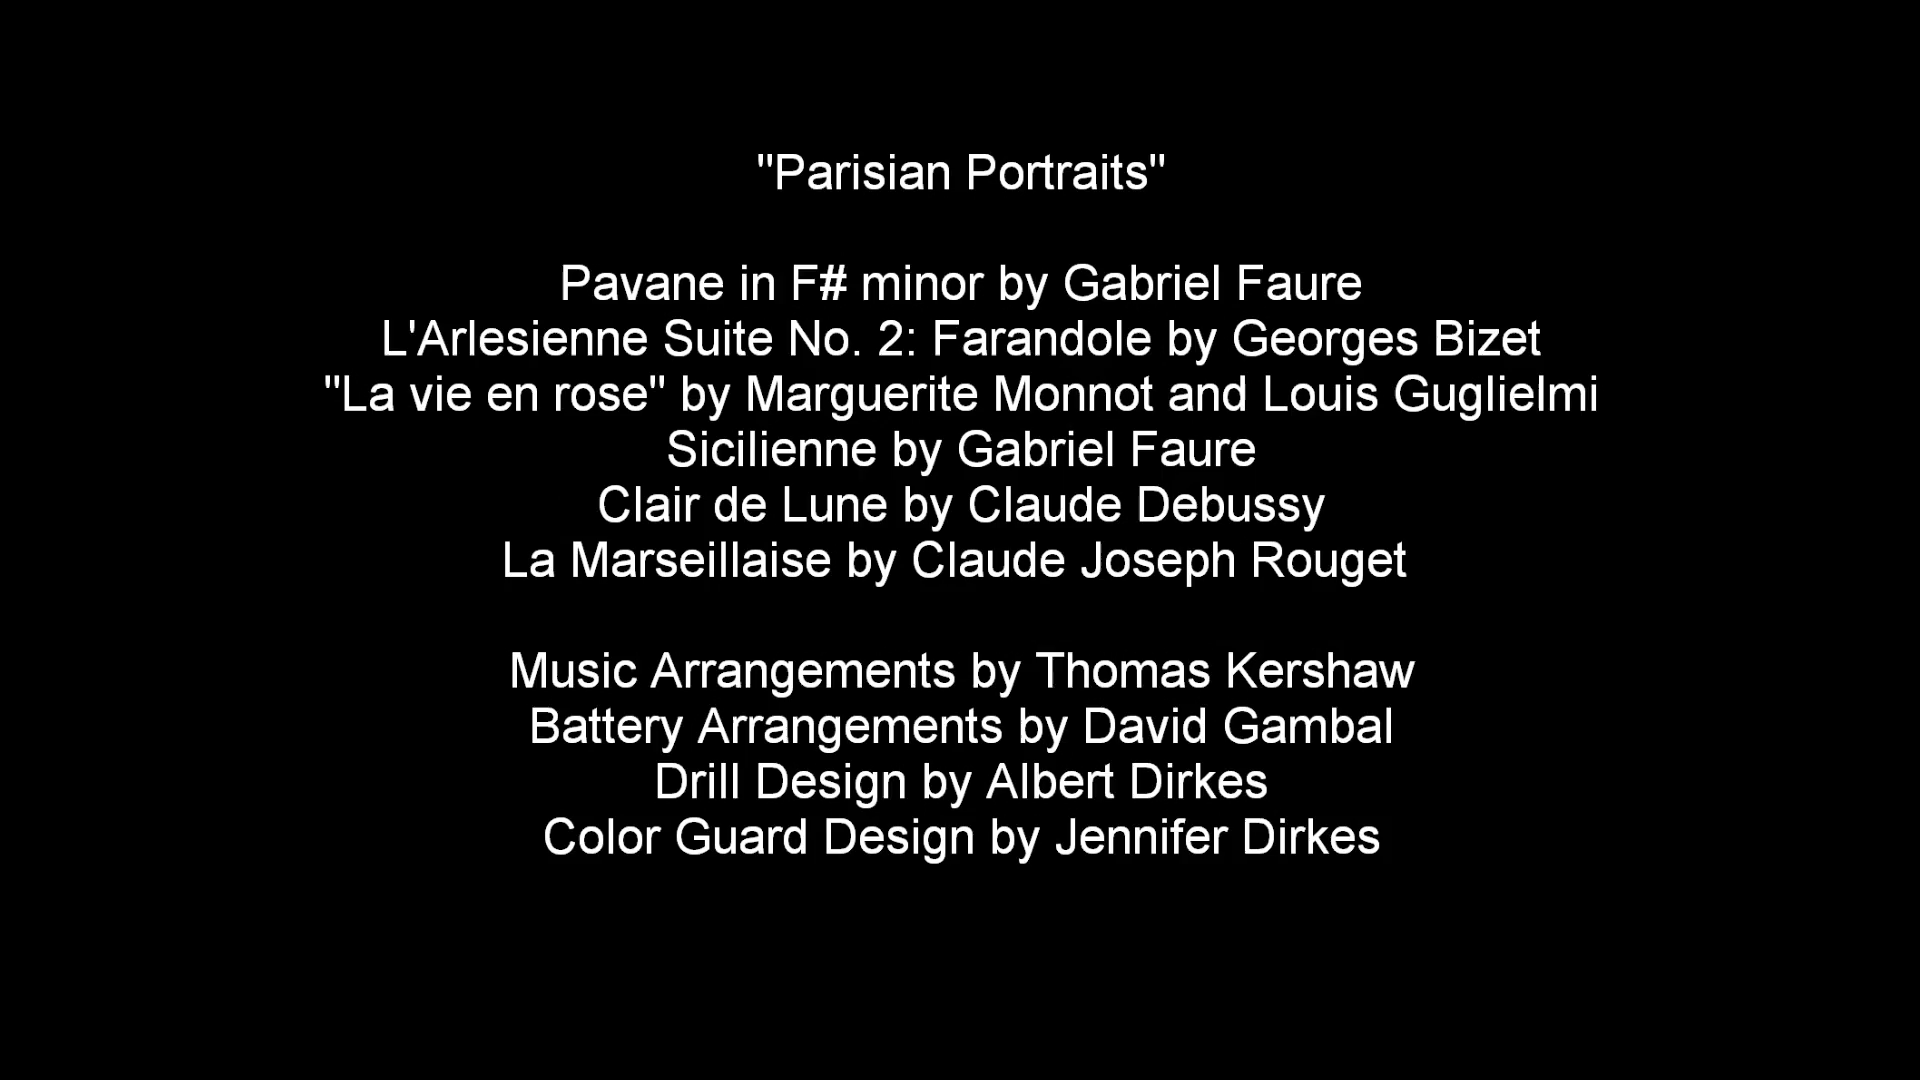 "Parisian Portraits"
Pavane in F# minor by Gabriel Faure
L'Arlesienne Suite No. 2: Farandole by Georges Bizet
"La vie en rose" by Marguerite Monnot and Louis Guglielmi
Sicilienne by Gabriel Faure
Clair de Lune by Claude Debussy
La Marseillaise by Claude Joseph Rouget
Music Arrangements by Thomas Kershaw
Battery Arrangements by David Gambal
Drill Design by Albert Dirkes
Color Guard Design by Jennifer Dirkes